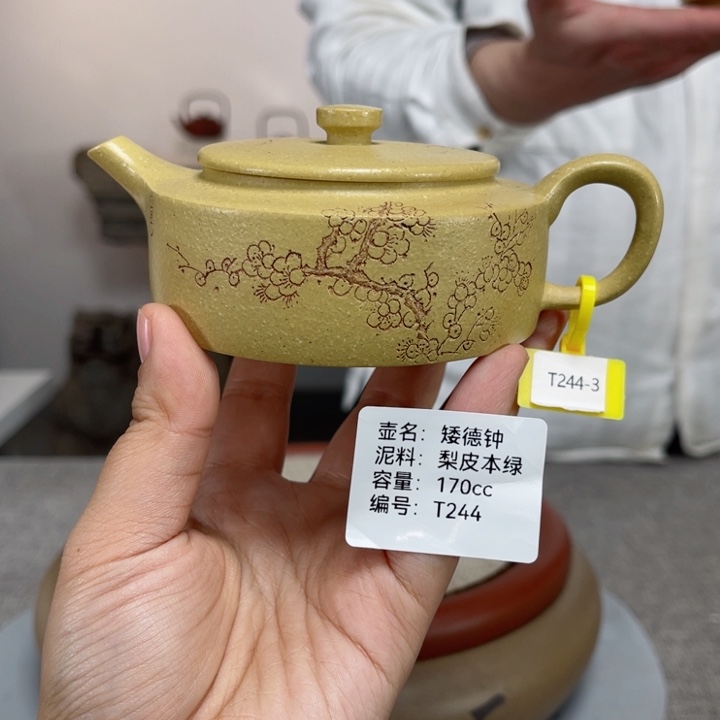 T244-3
壶名：矮德钟
泥料：梨皮本绿
容量：170cc
编号：T244